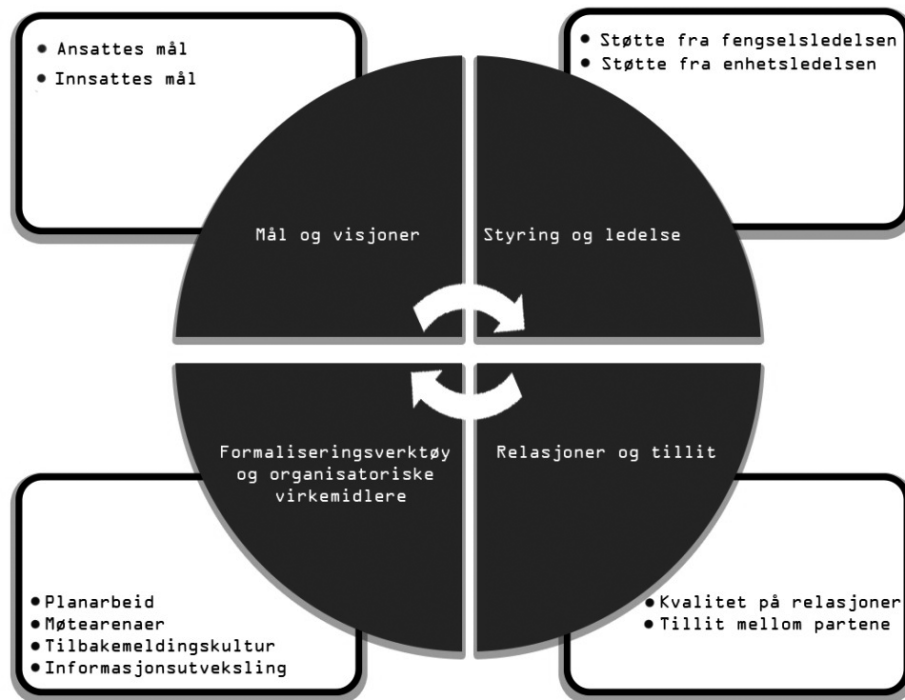 Ansattes mål
Innsattes mål
Støtte fra fengselsledelsen
Støtte fra enhetsledelsen
Mål og visjoner
Styring og ledelse
Formaliseringsverktøy
og organisatoriske
virkemidlere
Relasjoner og tillit
Planarbeid
Møtearenaer
Tilbakemeldingskultur
Informasjonsutveksling
Kvalitet på relasjoner
Tillit mellom partene